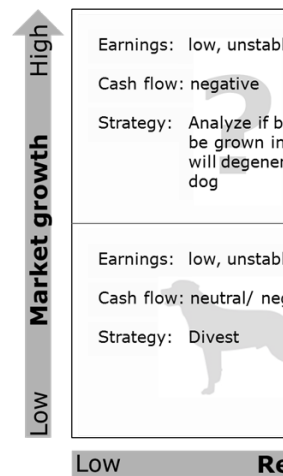 High
Market growth
Low
Earnings: low, unstabl
Cash flow: negative
Strategy: Analyze if b
be grown in
will degener
dog
?
Earnings: low, unstabl
Cash flow: neutral/ neg
Strategy: Divest
Low Re